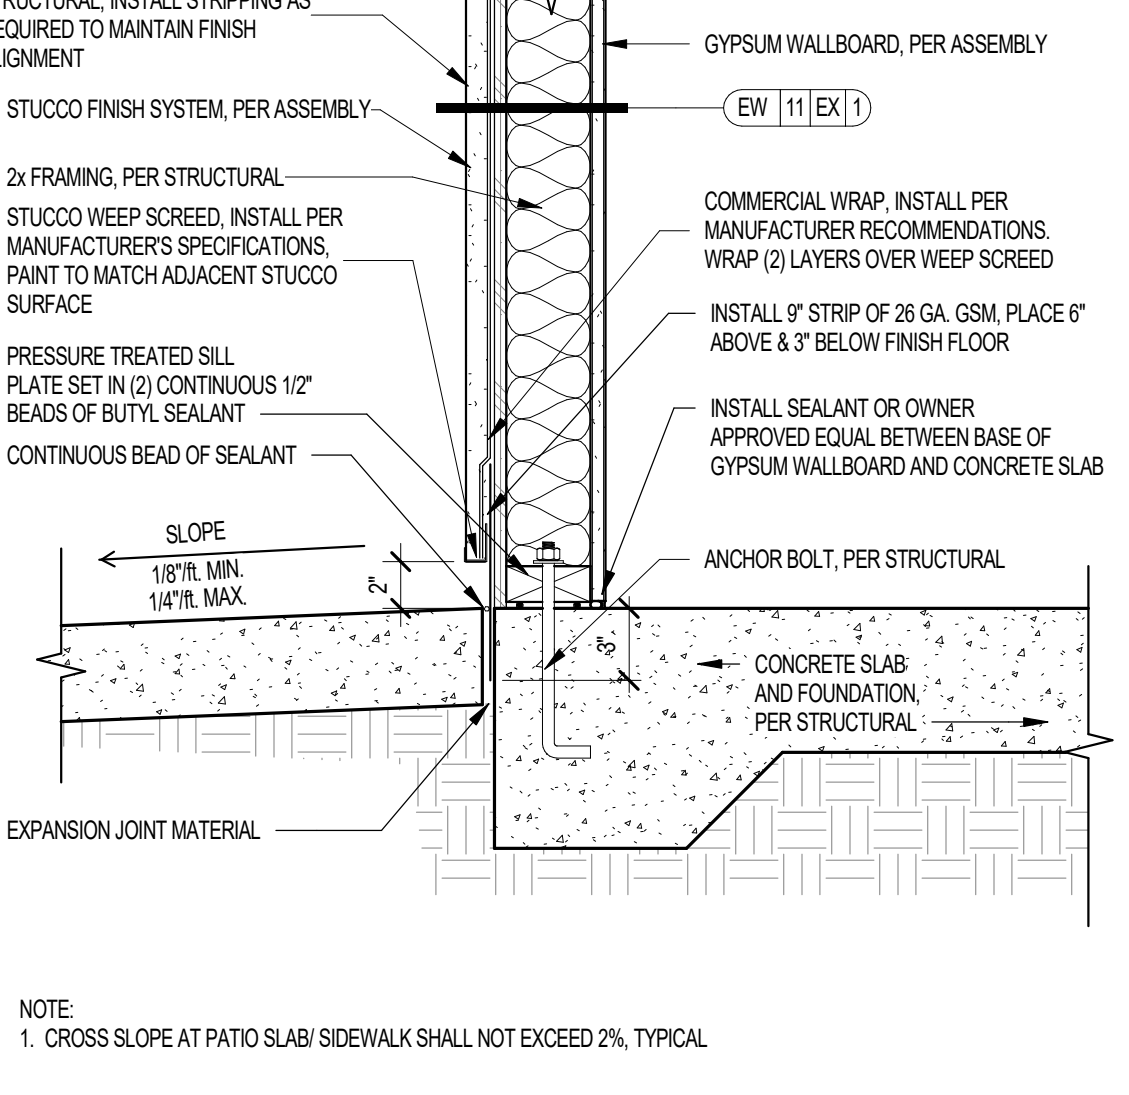 INSTALL STRIPPING AS
TO MAINTAIN FINISH
STUCCO FINISH SYSTEM, PER ASSEMBLY
2x FRAMING, PER STRUCTURAL
STUCCO WEEP SCREED, INSTALL PER
MANUFACTURER'S SPECIFICATIONS,
PAINT TO MATCH ADJACENT STUCCO
SURFACE
PRESSURE TREATED SILL
PLATE SET IN (2) CONTINUOUS 1/2"
BEADS OF BUTYL SEALANT
CONTINUOUS BEAD OF SEALANT
SLOPE
1/8"/ft. MIN.
1/4"/ft. MAX.
2"
EXPANSION JOINT MATERIAL
GYPSUM WALLBOARD, PER ASSEMBLY
EW 11 EX 1
COMMERCIAL WRAP, INSTALL PER
MANUFACTURER RECOMMENDATIONS.
WRAP (2) LAYERS OVER WEEP SCREED
INSTALL 9" STRIP OF 26 GA. GSM, PLACE 6"
ABOVE & 3" BELOW FINISH FLOOR
INSTALL SEALANT OR OWNER
APPROVED EQUAL BETWEEN BASE OF
GYPSUM WALLBOARD AND CONCRETE SLAB
ANCHOR BOLT, PER STRUCTURAL
3"
CONCRETE SLAB
AND FOUNDATION,
PER STRUCTURAL
NOTE:
1. CROSS SLOPE AT PATIO SLAB/ SIDEWALK SHALL NOT EXCEED 2%, TYPICAL